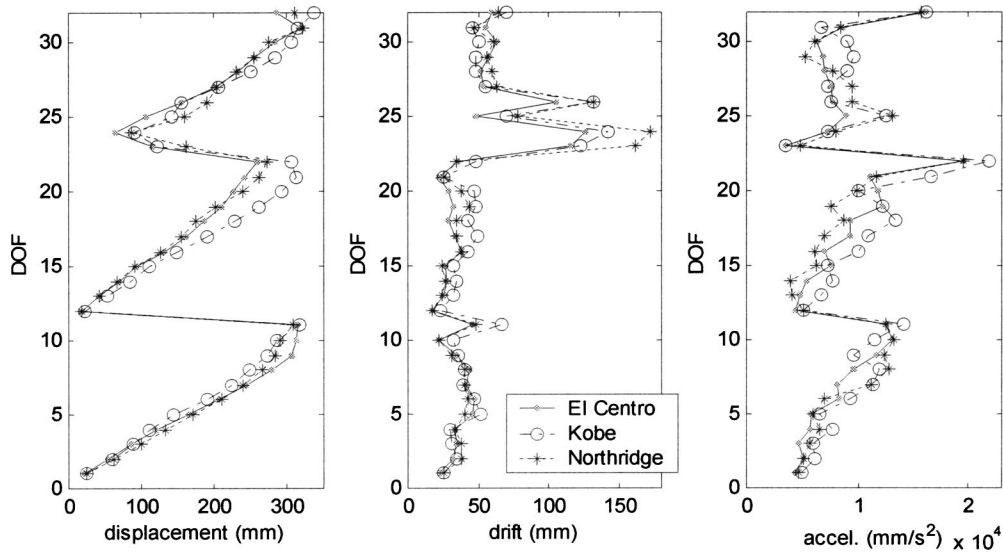 30
25
20
15
10
5
0
DOF
0 100 200 300
displacement (mm)
30
25
20
15
10
5
0
DOF
0 50 100 150
drift (mm)
El Centro
Kobe
Northridge
30
25
20
15
10
5
0
DOF
0 1 2
accel. (mm/s²) × 10⁴